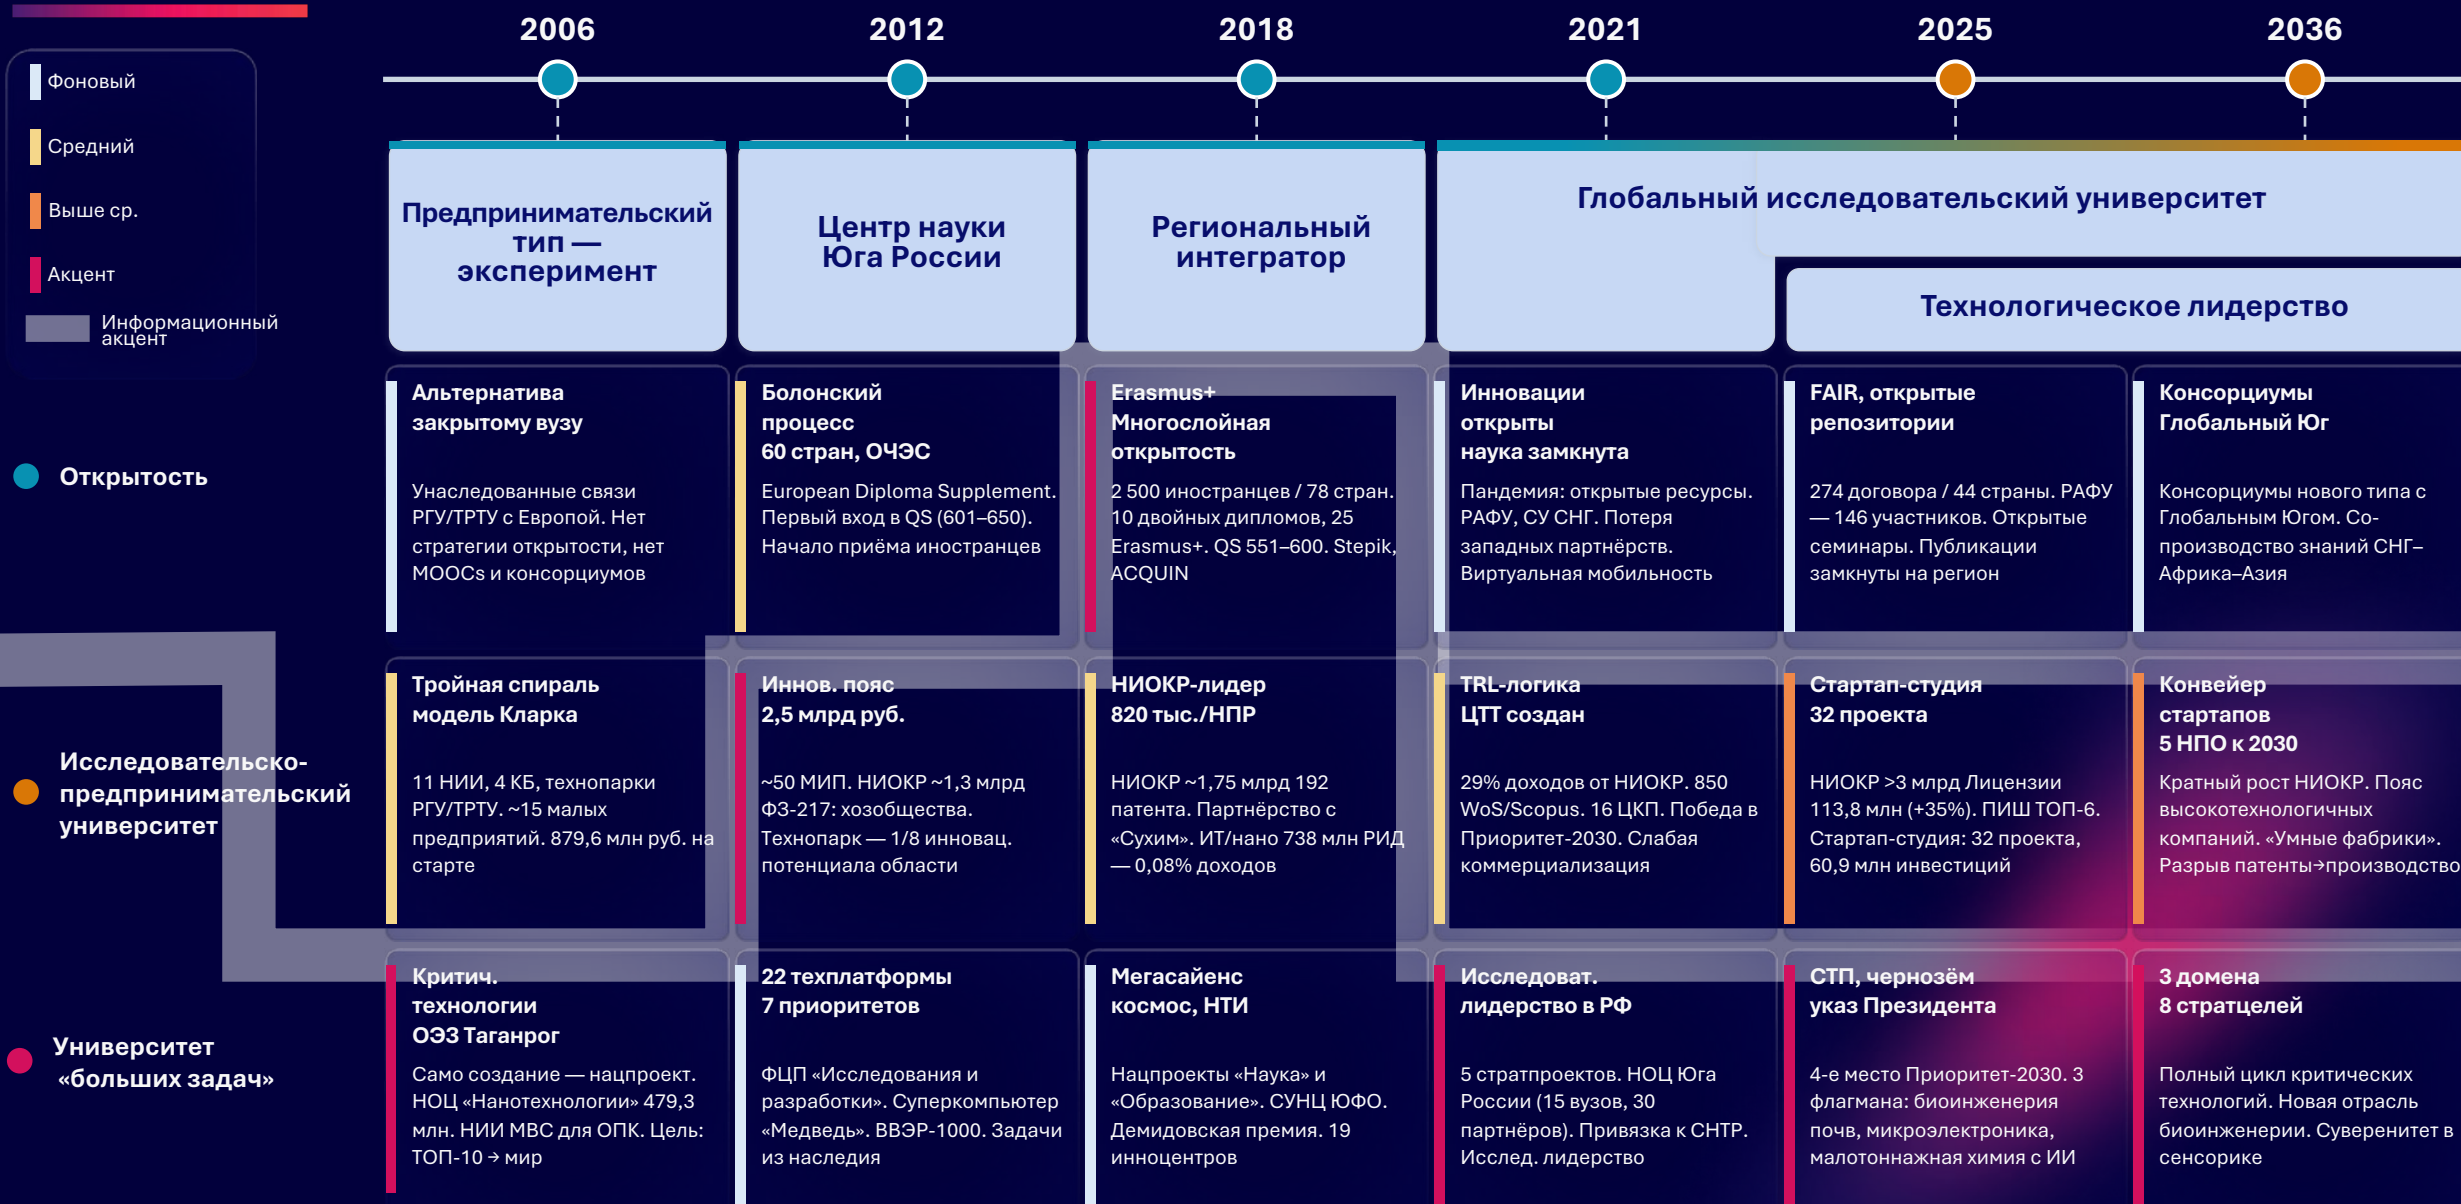 2006
2012
2018
2021
2025
2036
Фоновый
Средний
Выше ср.
Акцент
Информационный
акцент
Предпринимательский
тип —
эксперимент
Центр науки
Юга России
Региональный
интегратор
Глобальный исследовательский университет
Технологическое лидерство
Открытость
Альтернатива
закрытому вузу
Унаследованные связи
РГУ/ТРТУ с Европой. Нет
стратегии открытости, нет
МООСs и консорциумов
Болонский
процесс
60 стран, ОЧЭС
European Diploma Supplement.
Первый вход в QS (601–650).
Начало приёма иностранцев
Erasmus+
Многослойная
открытость
2 500 иностранцев / 78 стран.
10 двойных дипломов, 25
Erasmus+. QS 551–600. Stepik,
ACQUIN
Инновации
открыты
наука замкнута
Пандемия: открытые ресурсы.
РАФУ, СУ СНГ. Потеря
западных партнёрств.
Виртуальная мобильность
FAIR, открытые
репозитории
274 договора / 44 страны. РАФУ
— 146 участников. Открытые
семинары. Публикации
замкнуты на регион
Консорциумы
Глобальный Юг
Консорциумы нового типа с
Глобальным Югом. Со-
производство знаний СНГ–
Африка–Азия
Исследовательско-
предпринимательский
университет
Тройная спираль
модель Кларка
11 НИИ, 4 КБ, технопарки
РГУ/ТРТУ. ~15 малых
предприятий. 879,6 млн руб. на
старте
Иннов. пояс
2,5 млрд руб.
~50 МИП. НИОКР ~1,3 млрд
ФЗ-217: хозобщества.
Технопарк — 1/8 инновац.
потенциала области
НИОКР-лидер
820 тыс./НПР
НИОКР ~1,75 млрд 192
патента. Партнёрство с
«Сухим». ИТ/нано 738 млн РИД
— 0,08% доходов
TRL-логика
ЦТТ создан
29% доходов от НИОКР. 850
WoS/Scopus. 16 ЦКП. Победа в
Приоритет-2030. Слабая
коммерциализация
Стартап-студия
32 проекта
НИОКР >3 млрд Лицензии
113,8 млн (+35%). ПИШ ТОП-6.
Стартап-студия: 32 проекта,
60,9 млн инвестиций
Конвейер
стартапов
5 НПО к 2030
Кратный рост НИОКР. Пояс
высокотехнологичных
компаний. «Умные фабрики».
Разрыв патенты→производство
Университет
«больших задач»
Критич.
технологии
ОЭЗ Таганрог
Само создание — нацпроект.
НОЦ «Нанотехнологии» 479,3
млн. НИИ МВС для ОПК. Цель:
ТОП-10 → мир
22 техплатформы
7 приоритетов
ФЦП «Исследования и
разработки». Суперкомпьютер
«Медведь». ВВЭР-1000. Задачи
из наследия
Мегасайенс
космос, НТИ
Нацпроекты «Наука» и
«Образование». СУНЦ ЮФО.
Демидовская премия. 19
инноцентров
Исследоват.
лидерство в РФ
5 стратпроектов. НОЦ Юга
России (15 вузов, 30
партнёров). Привязка к СНТР.
Исслед. лидерство
СТП, чернозём
указ Президента
4-е место Приоритет-2030. 3
флагмана: биоинженерия
почв, микроэлектроника,
малотоннажная химия с ИИ
3 домена
8 стратцелей
Полный цикл критических
технологий. Новая отрасль
биоинженерии. Суверенитет в
сенсорике